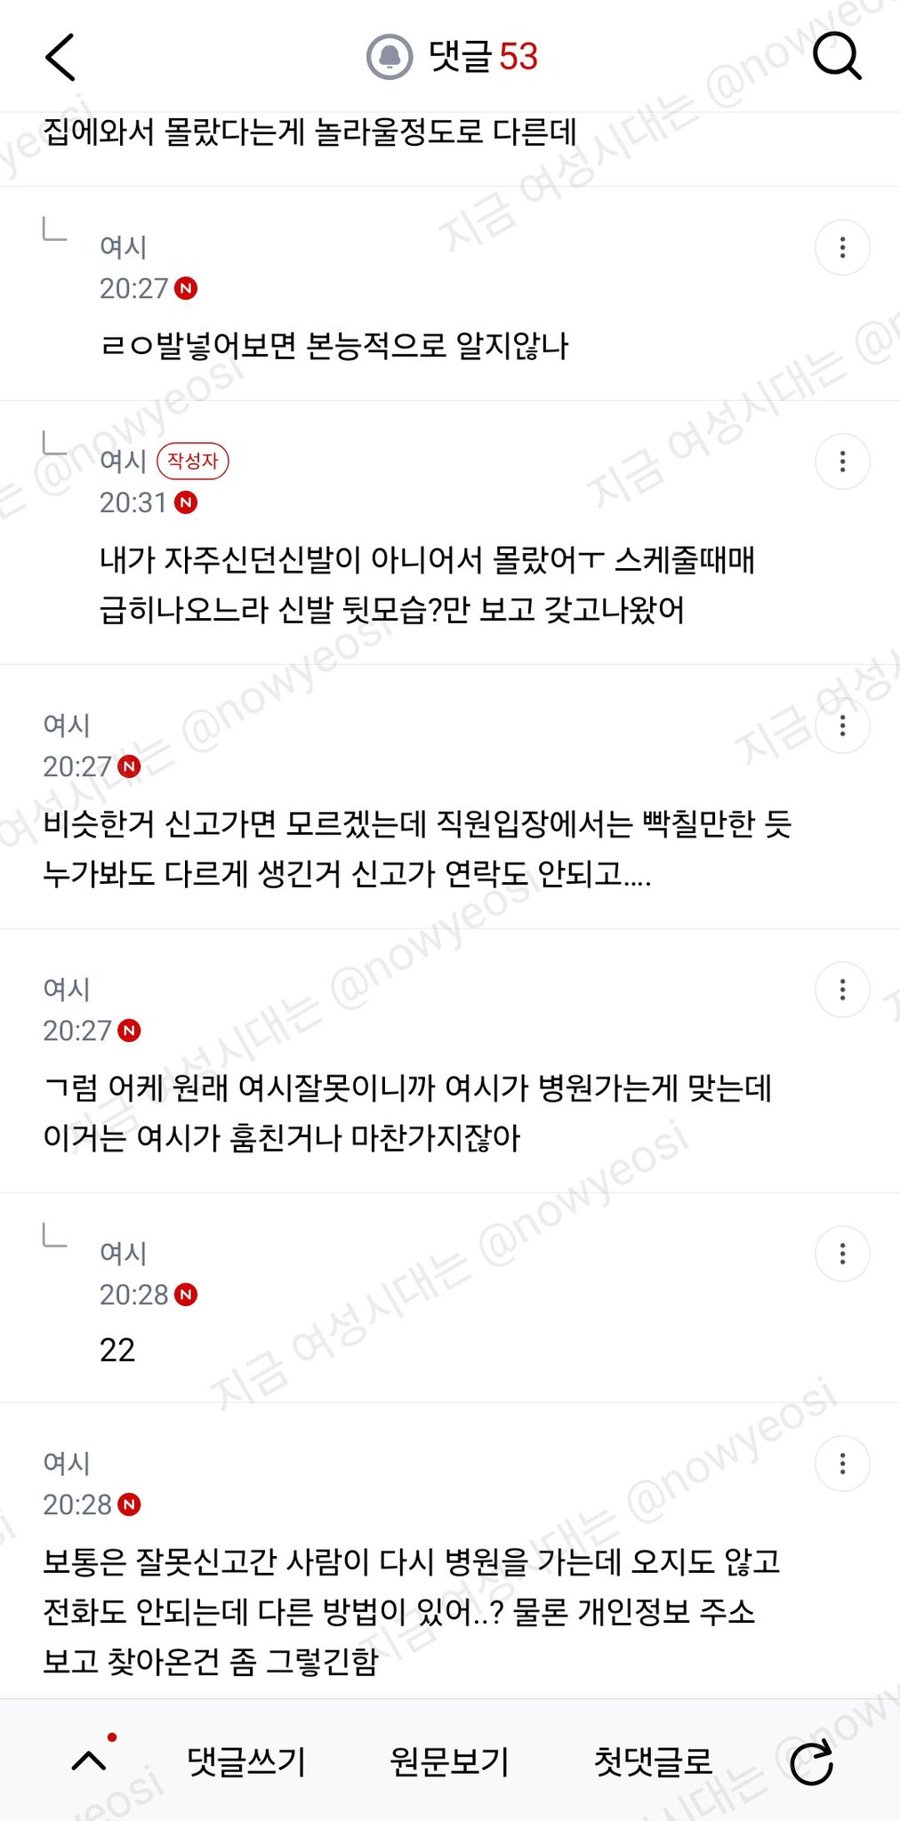 댓글 53
집에와서 몰랐다는게 놀라울정도로 다른데
여시
20:27 N
ㄹㅇ발넣어보면 본능적으로 알지않나
여시 작성자
20:31 N
내가 자주신던신발이 아니어서 몰랐어ㅜ 스케줄때매
급히나오느라 신발 뒷모습?만 보고 갖고나왔어
여시
20:27 N
비슷한거 신고가면 모르겠는데 직원입장에서는 빡칠만한 듯
누가봐도 다르게 생긴거 신고가 연락도 안되고....
여시
20:27 N
ㄱ럼 어케 원래 여시잘못이니까 여시가 병원가는게 맞는데
이거는 여시가 훔친거나 마찬가지잖아
여시
20:28 N
22
여시
20:28 N
보통은 잘못신고간 사람이 다시 병원을 가는데 오지도 않고
전화도 안되는데 다른 방법이 있어..? 물론 개인정보 주소
보고 찾아온건 좀 그렇긴함
댓글쓰기 원문보기 첫댓글로
지금 여성시대는 @nowyeosi